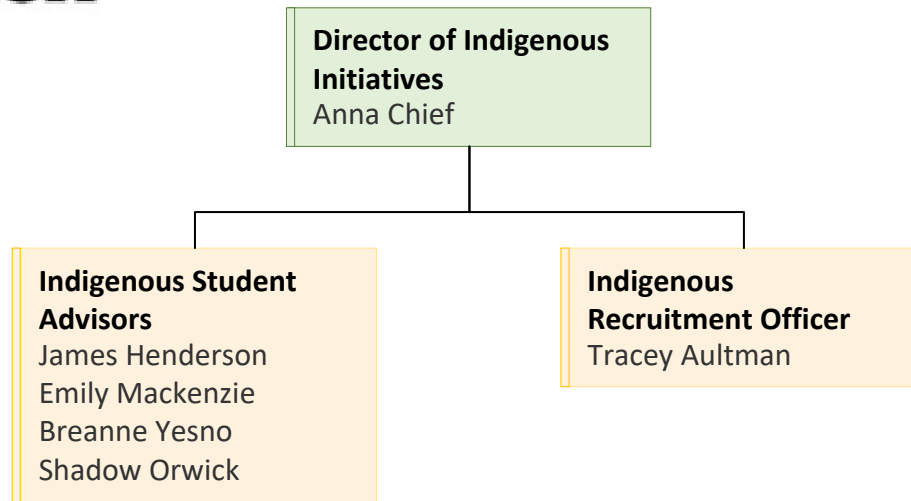 Director of Indigenous
Initiatives
Anna Chief
Indigenous Student
Advisors
James Henderson
Emily Mackenzie
Breanne Yesno
Shadow Orwick
Indigenous
Recruitment Officer
Tracey Aultman